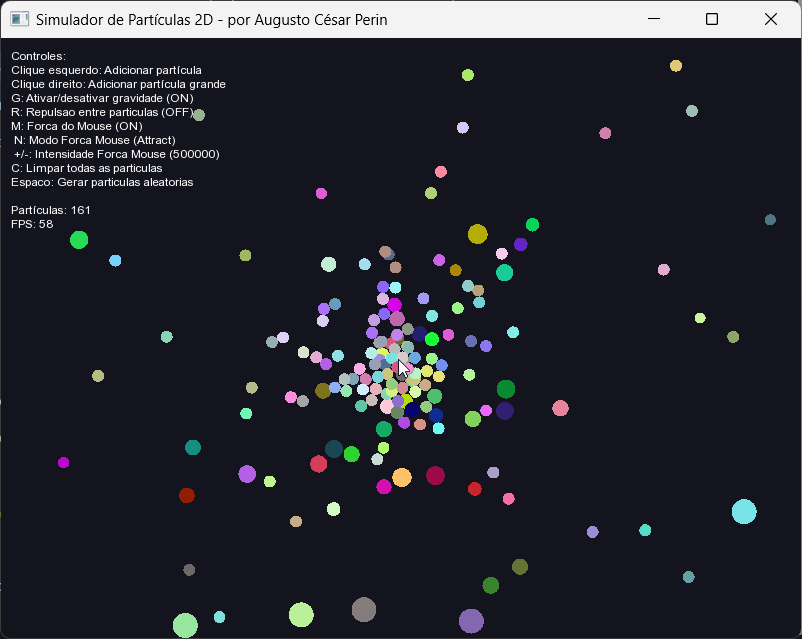 Simulador de Partículas 2D - por Augusto César Perin
Controles:
Clique esquerdo: Adicionar partícula
Clique direito: Adicionar partícula grande
G: Ativar/desativar gravidade (ON)
R: Repulsao entre particulas (OFF)
M: Forca do Mouse (ON)
N: Modo Forca Mouse (Attract)
+/-: Intensidade Forca Mouse (500000)
C: Limpar todas as particulas
Espaco: Gerar particulas aleatorias
Partículas: 161
FPS: 58